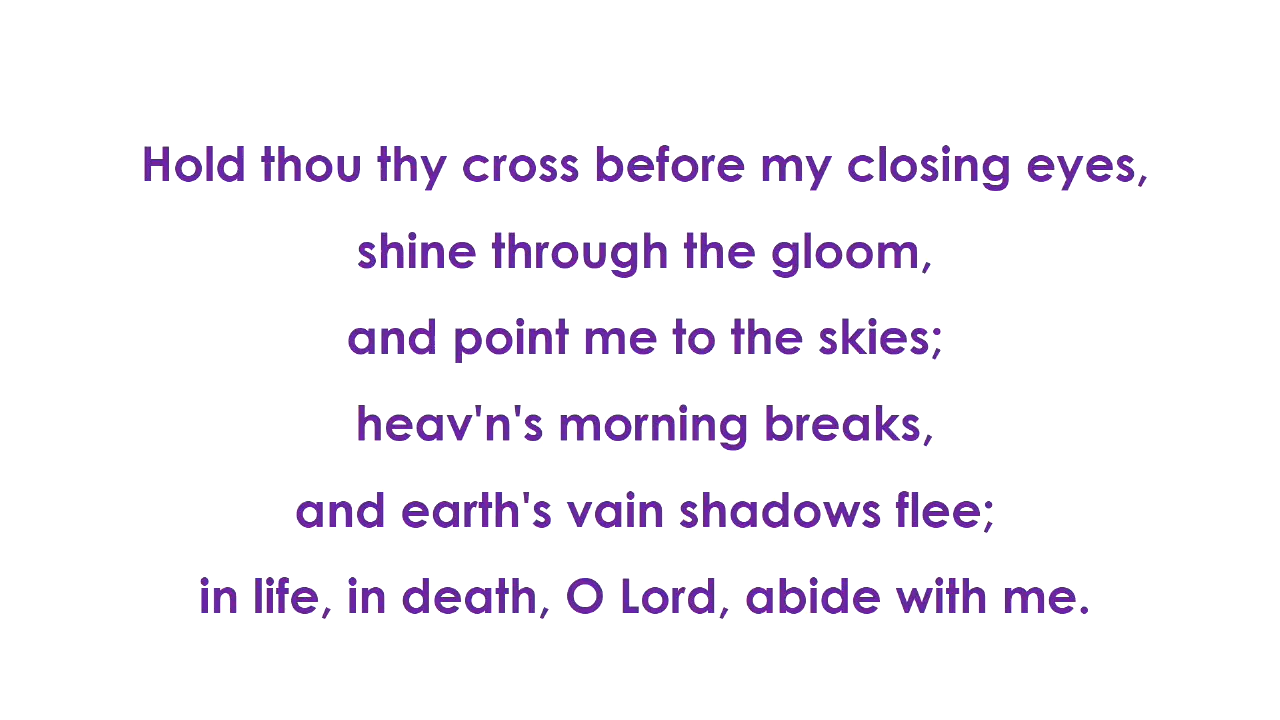 Hold thou thy cross before my closing eyes,
shine through the gloom,
and point me to the skies;
heav'n's morning breaks,
and earth's vain shadows flee;
in life, in death, O Lord, abide with me.